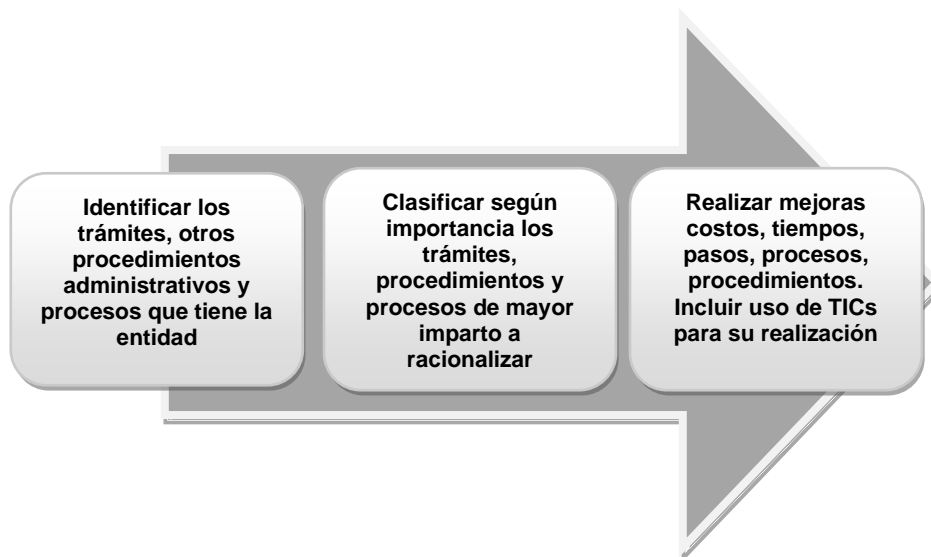 Identificar los
trámites, otros
procedimientos
administrativos y
procesos que tiene la
entidad
Clasificar según
importancia los
trámites,
procedimientos y
procesos de mayor
imparto a
racionalizar
Realizar mejoras
costos, tiempos,
pasos, procesos,
procedimientos.
Incluir uso de TICs
para su realización